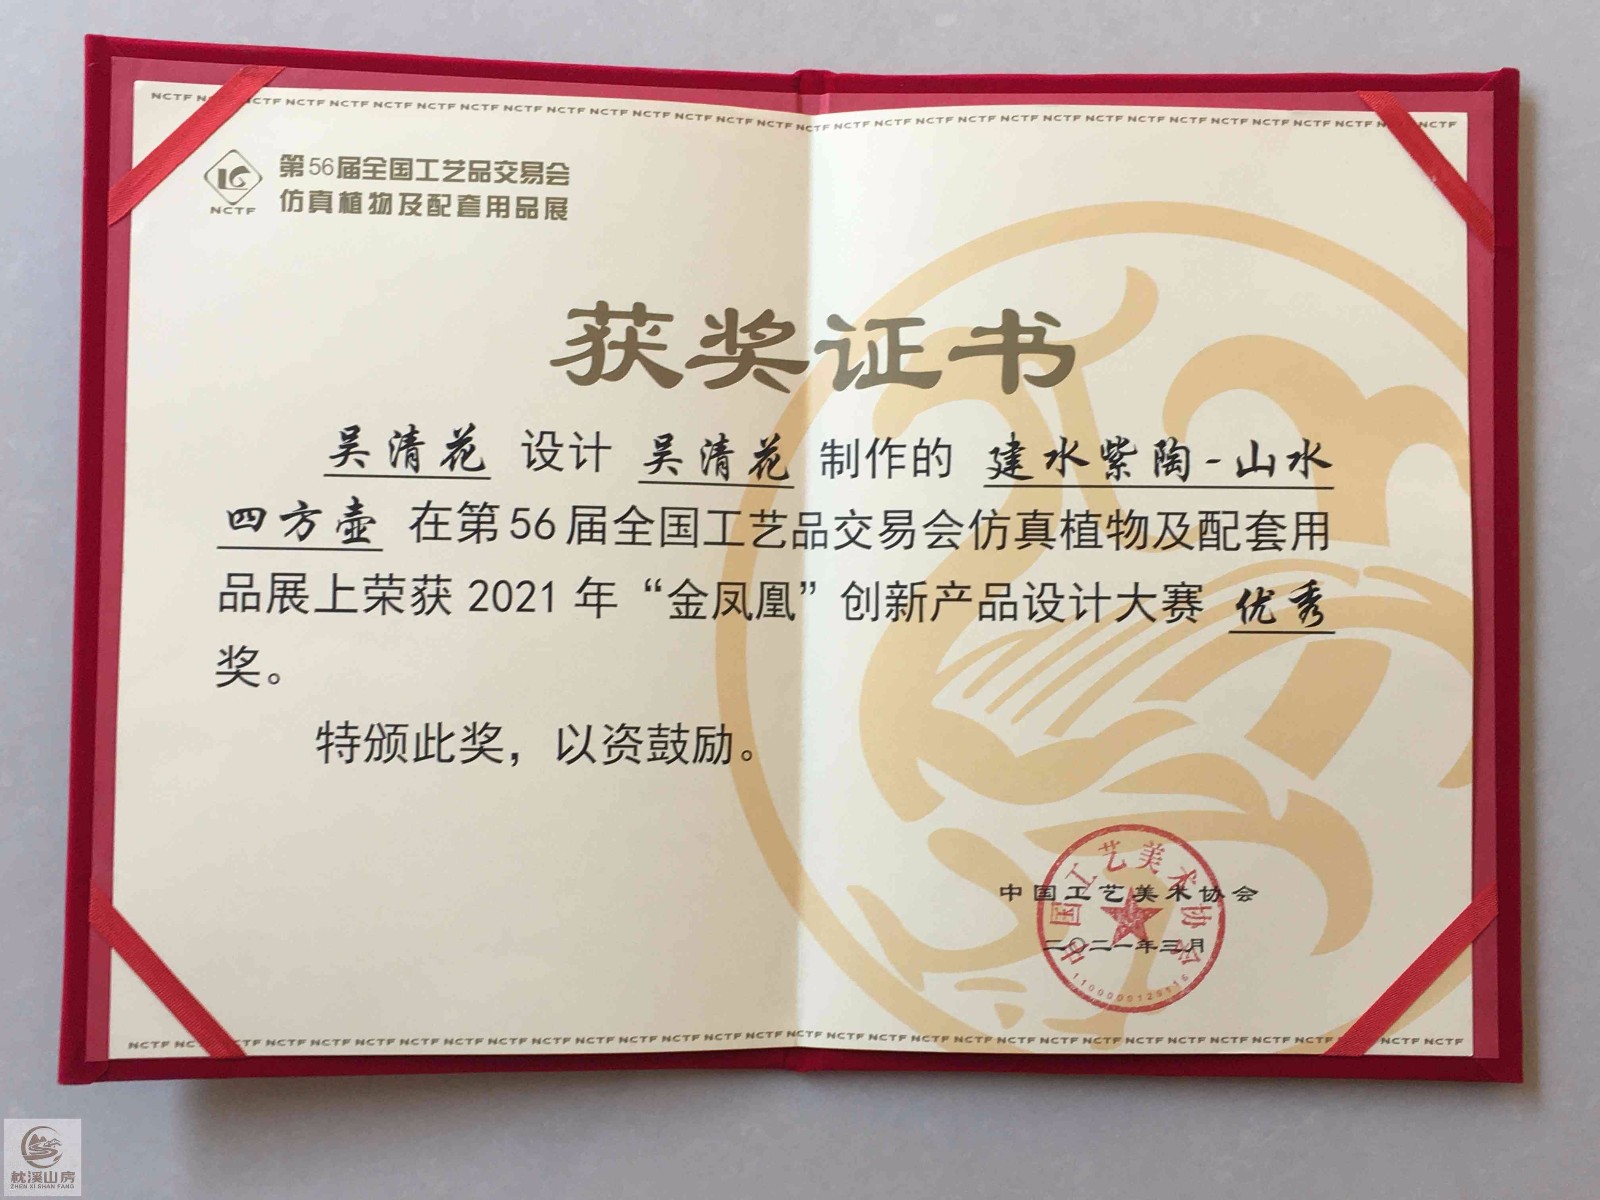 NCTF NCTF NCTF NCTF NCTF NCTF NCTF NCTF NCTF NCTF NCTF NCTF NCTF NCTF NCTF NCTF NCTF NCTF NCTF NCTF NCTF NCTF NCTF NCTF NCTF NCTF NCTF NCTF NCTF
第56届全国工艺品交易会
仿真植物及配套用品展
NCTF
获奖证书
吴清花 设计 吴清花 制作的 建水紫陶-山水
四方壶 在第56届全国工艺品交易会仿真植物及配套用
品展上荣获 2021 年“金凤凰”创新产品设计大赛 优秀
奖。
特颁此奖，以资鼓励。
中国工艺美术协会
二〇二一年三月
中国工艺美术协会
NCTF NCTF NCTF NCTF NCTF NCTF NCTF NCTF NCTF NCTF NCTF NCTF NCTF NCTF NCTF NCTF NCTF NCTF NCTF NCTF NCTF NCTF NCTF NCTF NCTF NCTF NCTF NCTF NCTF
枕溪山房
ZHEN XI SHAN FANG